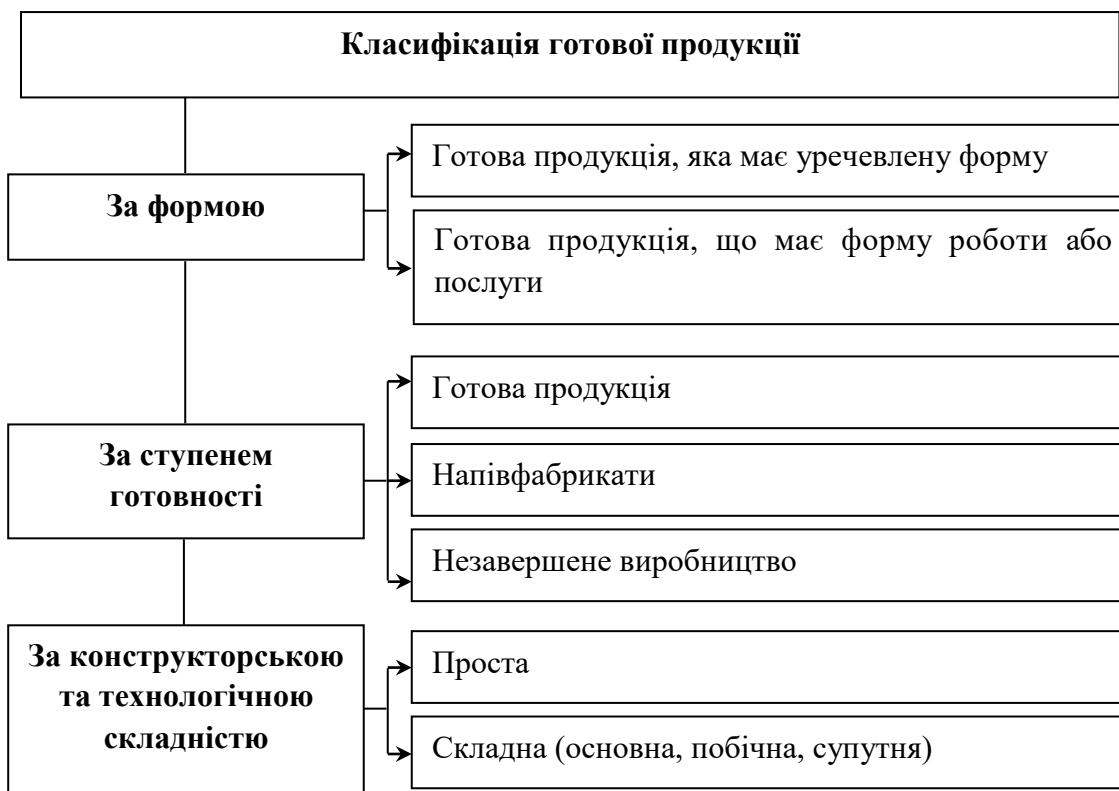 Класифікація готової продукції
За формою
Готова продукція, яка має уречевлену форму
Готова продукція, що має форму роботи або
послуги
За ступенем
готовності
Готова продукція
Напівфабрикати
Незавершене виробництво
За конструкторською
та технологічною
складністю
Проста
Складна (основна, побічна, супутня)